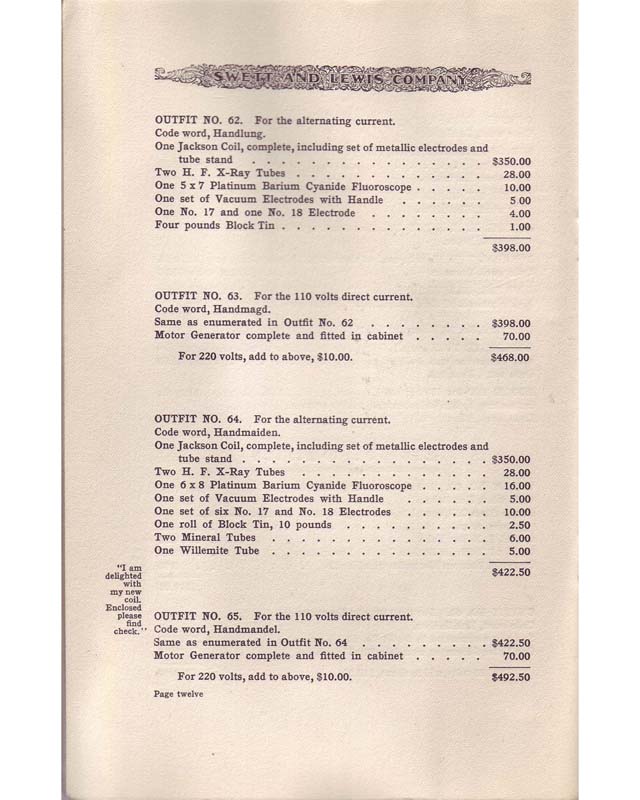 SWETT AND LEWIS COMPANY
OUTFIT NO. 62. For the alternating current.
Code word, Handlung.
One Jackson Coil, complete, including set of metallic electrodes and
tube stand . . . . . . . . . . . . . . . . $350.00
Two H. F. X-Ray Tubes . . . . . . . . . . . . . 28.00
One 5 x 7 Platinum Barium Cyanide Fluoroscope . . . . . 10.00
One set of Vacuum Electrodes with Handle . . . . . . 5.00
One No. 17 and one No. 18 Electrode . . . . . . . . 4.00
Four pounds Block Tin . . . . . . . . . . . . . . 1.00
$398.00
OUTFIT NO. 63. For the 110 volts direct current.
Code word, Handmagd.
Same as enumerated in Outfit No. 62 . . . . . . . . $398.00
Motor Generator complete and fitted in cabinet . . . . . 70.00
For 220 volts, add to above, $10.00. $468.00
OUTFIT NO. 64. For the alternating current.
Code word, Handmaiden.
One Jackson Coil, complete, including set of metallic electrodes and
tube stand . . . . . . . . . . . . . . . . . $350.00
Two H. F. X-Ray Tubes . . . . . . . . . . . . . 28.00
One 6 x 8 Platinum Barium Cyanide Fluoroscope . . . . . 16.00
One set of Vacuum Electrodes with Handle . . . . . . 5.00
One set of six No. 17 and No. 18 Electrodes . . . . . . 10.00
One roll of Block Tin, 10 pounds . . . . . . . . . . 2.50
Two Mineral Tubes . . . . . . . . . . . . . . . 6.00
One Willemite Tube . . . . . . . . . . . . . . . 5.00
$422.50
"I am
delighted
with
my new
coil.
Enclosed
please
find
check."
OUTFIT NO. 65. For the 110 volts direct current.
Code word, Handmandel.
Same as enumerated in Outfit No. 64 . . . . . . . . . $422.50
Motor Generator complete and fitted in cabinet . . . . . 70.00
For 220 volts, add to above, $10.00. $492.50
Page twelve